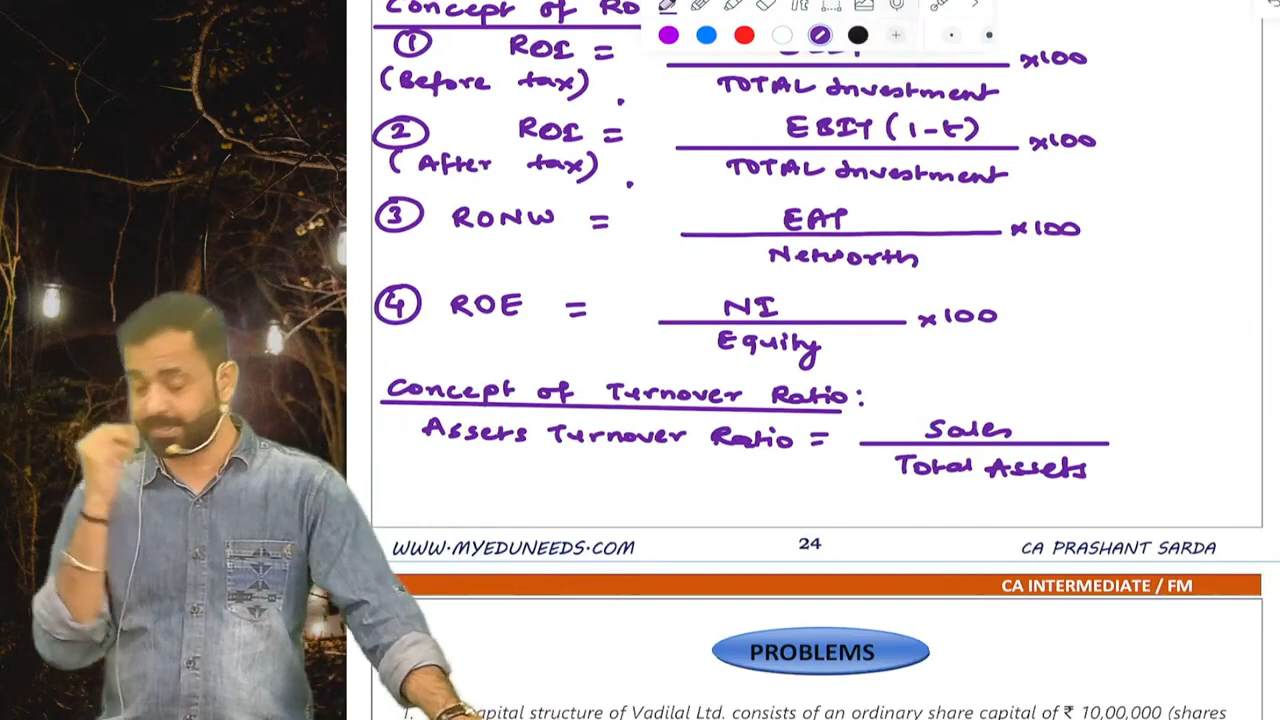 Concept of Ro
① ROI = ×100
(Before tax) TOTAL Investment
② ROI = EBIT (1-t) ×100
(After tax) TOTAL Investment
③ RONW = EAT ×100
Networth
④ ROE = NI ×100
Equity
Concept of Turnover Ratio:
Assets Turnover Ratio = Sales
Total Assets
WWW.MYEDUNEEDS.COM 24 CA PRASHANT SARDA
CA INTERMEDIATE / FM
PROBLEMS
1. apital structure of Vadilal Ltd. consists of an ordinary share capital of ₹ 10,00,000 (shares